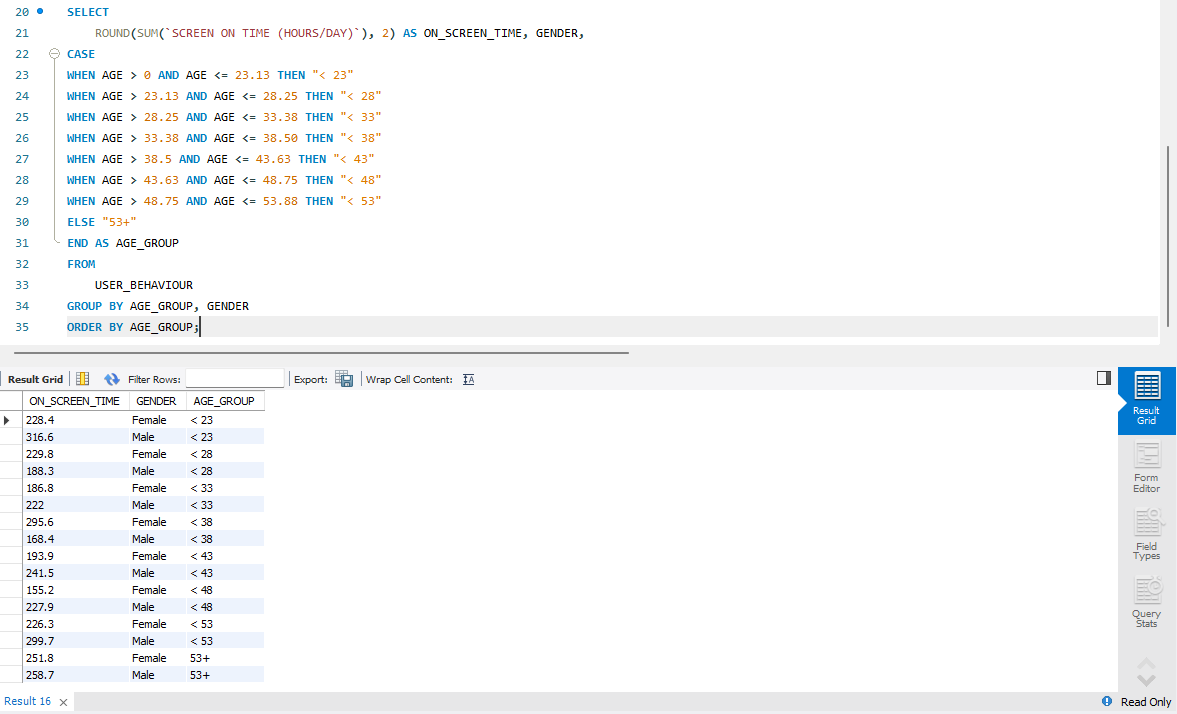 20 SELECT
21 ROUND(SUM(`SCREEN ON TIME (HOURS/DAY)`), 2) AS ON_SCREEN_TIME, GENDER,
22 CASE
23 WHEN AGE > 0 AND AGE <= 23.13 THEN "< 23"
24 WHEN AGE > 23.13 AND AGE <= 28.25 THEN "< 28"
25 WHEN AGE > 28.25 AND AGE <= 33.38 THEN "< 33"
26 WHEN AGE > 33.38 AND AGE <= 38.50 THEN "< 38"
27 WHEN AGE > 38.5 AND AGE <= 43.63 THEN "< 43"
28 WHEN AGE > 43.63 AND AGE <= 48.75 THEN "< 48"
29 WHEN AGE > 48.75 AND AGE <= 53.88 THEN "< 53"
30 ELSE "53+"
31 END AS AGE_GROUP
32 FROM
33 USER_BEHAVIOUR
34 GROUP BY AGE_GROUP, GENDER
35 ORDER BY AGE_GROUP;
Result Grid Filter Rows: Export: Wrap Cell Content:
ON_SCREEN_TIME GENDER AGE_GROUP
228.4 Female < 23
316.6 Male < 23
229.8 Female < 28
188.3 Male < 28
186.8 Female < 33
222 Male < 33
295.6 Female < 38
168.4 Male < 38
193.9 Female < 43
241.5 Male < 43
155.2 Female < 48
227.9 Male < 48
226.3 Female < 53
299.7 Male < 53
251.8 Female 53+
258.7 Male 53+
Result
Grid
Form
Editor
Field
Types
Query
Stats
Result 16
Read Only